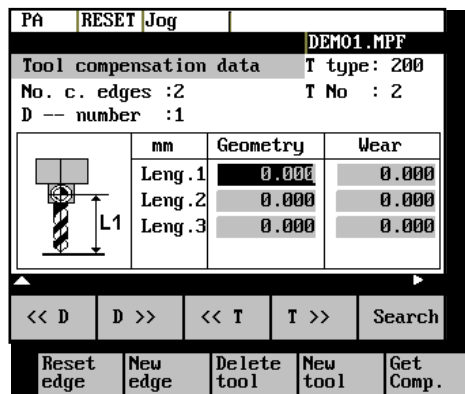 PA RESET Jog
DEMO1.MPF
Tool compensation data T type: 200
No. c. edges :2 T No : 2
D -- number :1
mm Geometry Wear
Leng.1 0.000 0.000
Leng.2 0.000 0.000
Leng.3 0.000 0.000
L1
<< D D >> << T T >> Search
Reset edge New edge Delete tool New tool Get Comp.